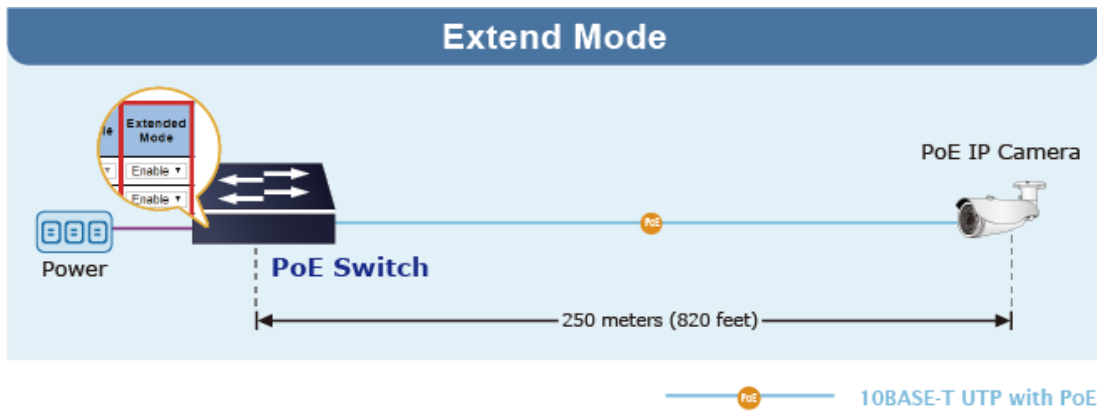 Extend Mode
le
Extended
Mode
Enable
Enable
PoE IP Camera
PoE
Power
PoE Switch
250 meters (820 feet)
PoE
10BASE-T UTP with PoE